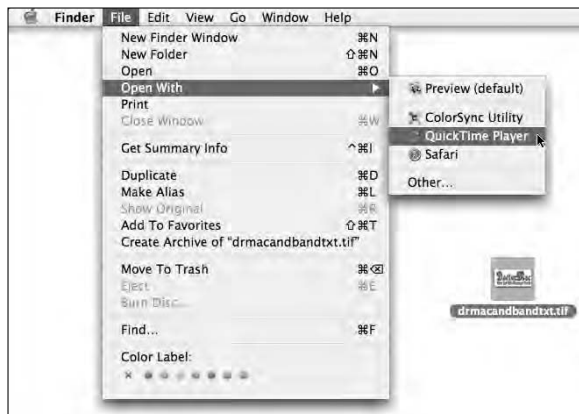 Finder File Edit View Go Window Help
New Finder Window ⌘N
New Folder ⇧⌘N
Open ⌘O
Open With ▶
Print
Close Window ⌘W
Get Summary Info ^⌘I
Duplicate ⌘D
Make Alias ⌘L
Show Original ⌘R
Add To Favorites ⇧⌘T
Create Archive of "drmacandbandtxt.tif"
Move To Trash ⌘⌫
Eject ⌘E
Burn Disc...
Find... ⌘F
Color Label:
Preview (default)
ColorSync Utility
QuickTime Player
Safari
Other...
drmacandbandtxt.tif